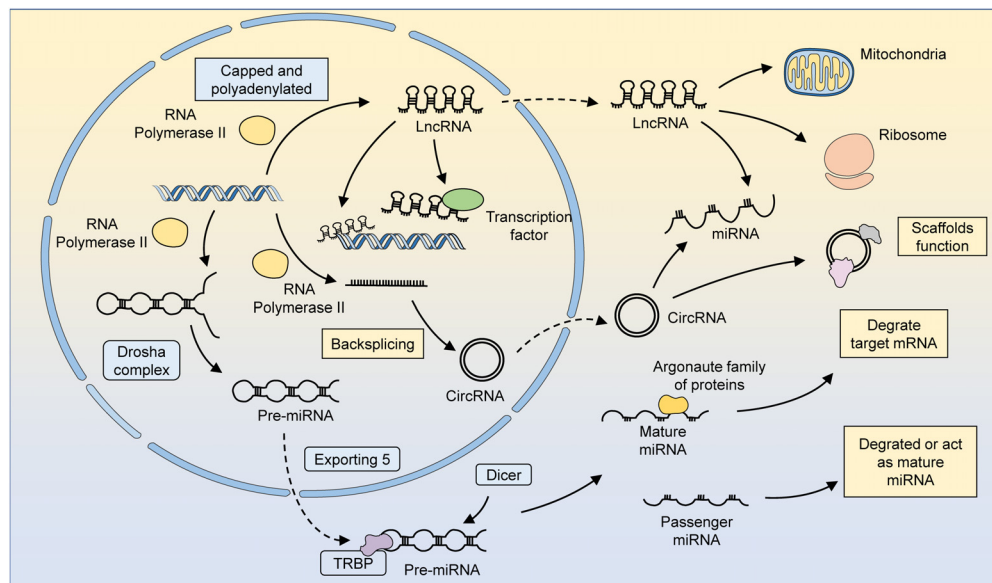 Capped and
polyadenylated
RNA
Polymerase II
LncRNA
LncRNA
Mitochondria
Ribosome
RNA
Polymerase II
Transcription
factor
miRNA
Scaffolds
function
RNA
Polymerase II
CircRNA
Drosha
complex
Backsplicing
Degrate
target mRNA
Pre-miRNA
CircRNA
Argonaute family
of proteins
Mature
miRNA
Exporting 5
Dicer
Degrated or act
as mature
miRNA
Passenger
miRNA
TRBP
Pre-miRNA